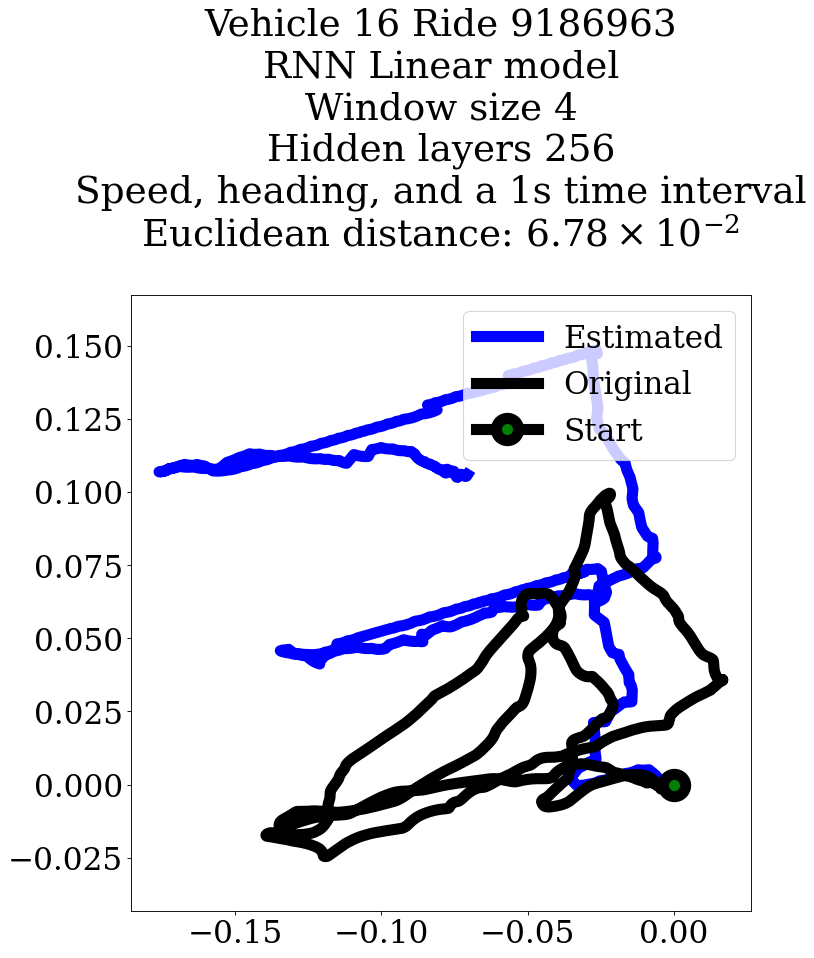 Vehicle 16 Ride 9186963
RNN Linear model
Window size 4
Hidden layers 256
Speed, heading, and a 1s time interval
Euclidean distance: 6.78 × 10⁻²
Estimated
Original
Start
0.150
0.125
0.100
0.075
0.050
0.025
0.000
−0.025
−0.15 −0.10 −0.05 0.00